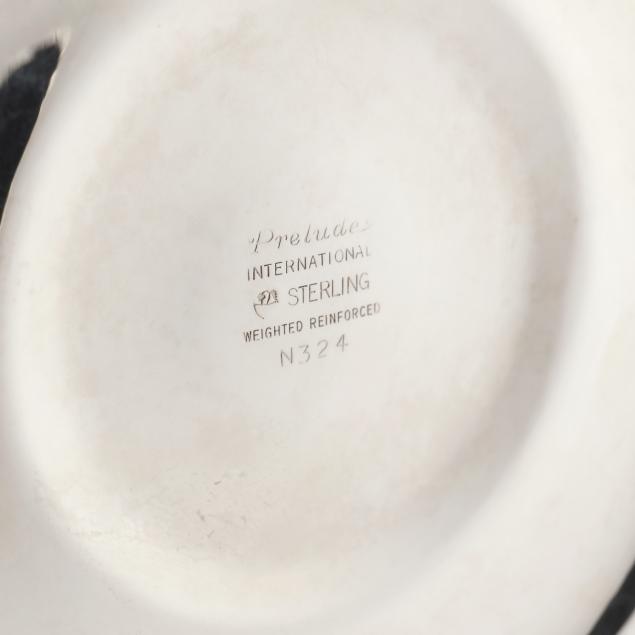 Prelude
INTERNATIONAL
STERLING
WEIGHTED REINFORCED
N324